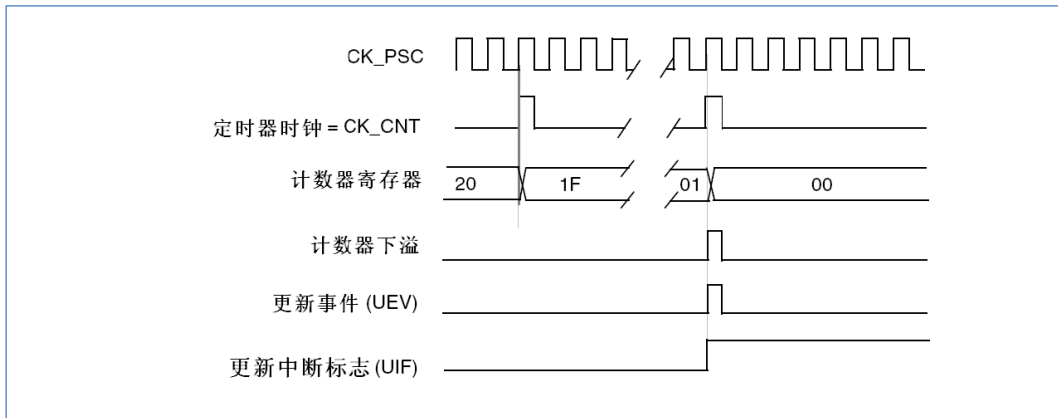 CK_PSC
定时器时钟 = CK_CNT
计数器寄存器 20 1F 01 00
计数器下溢
更新事件 (UEV)
更新中断标志 (UIF)